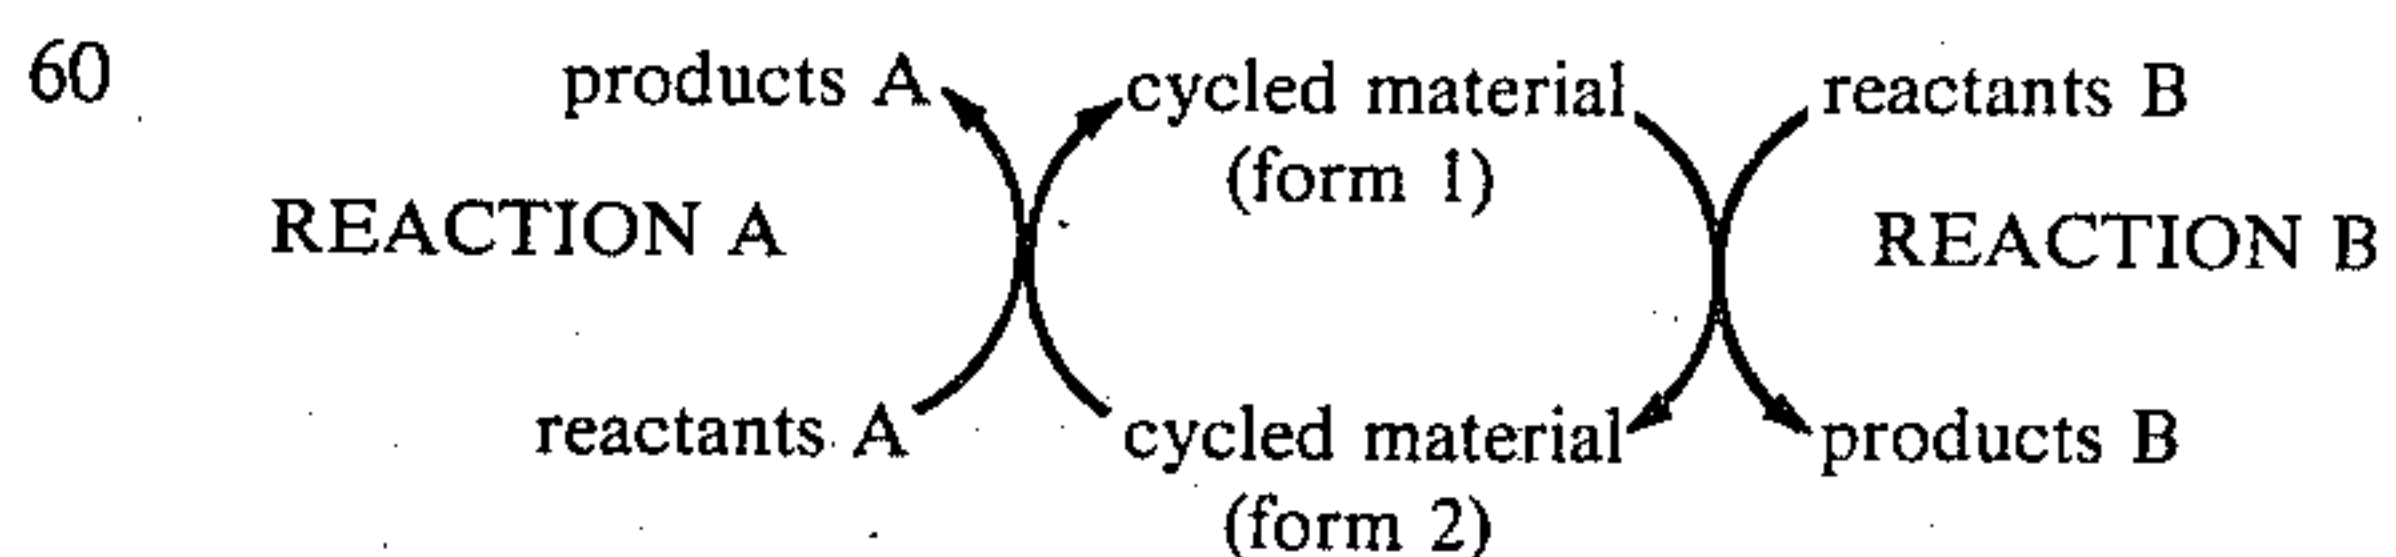 60
products A cycled material reactants B
(form 1)
REACTION A REACTION B
reactants A cycled material products B
(form 2)